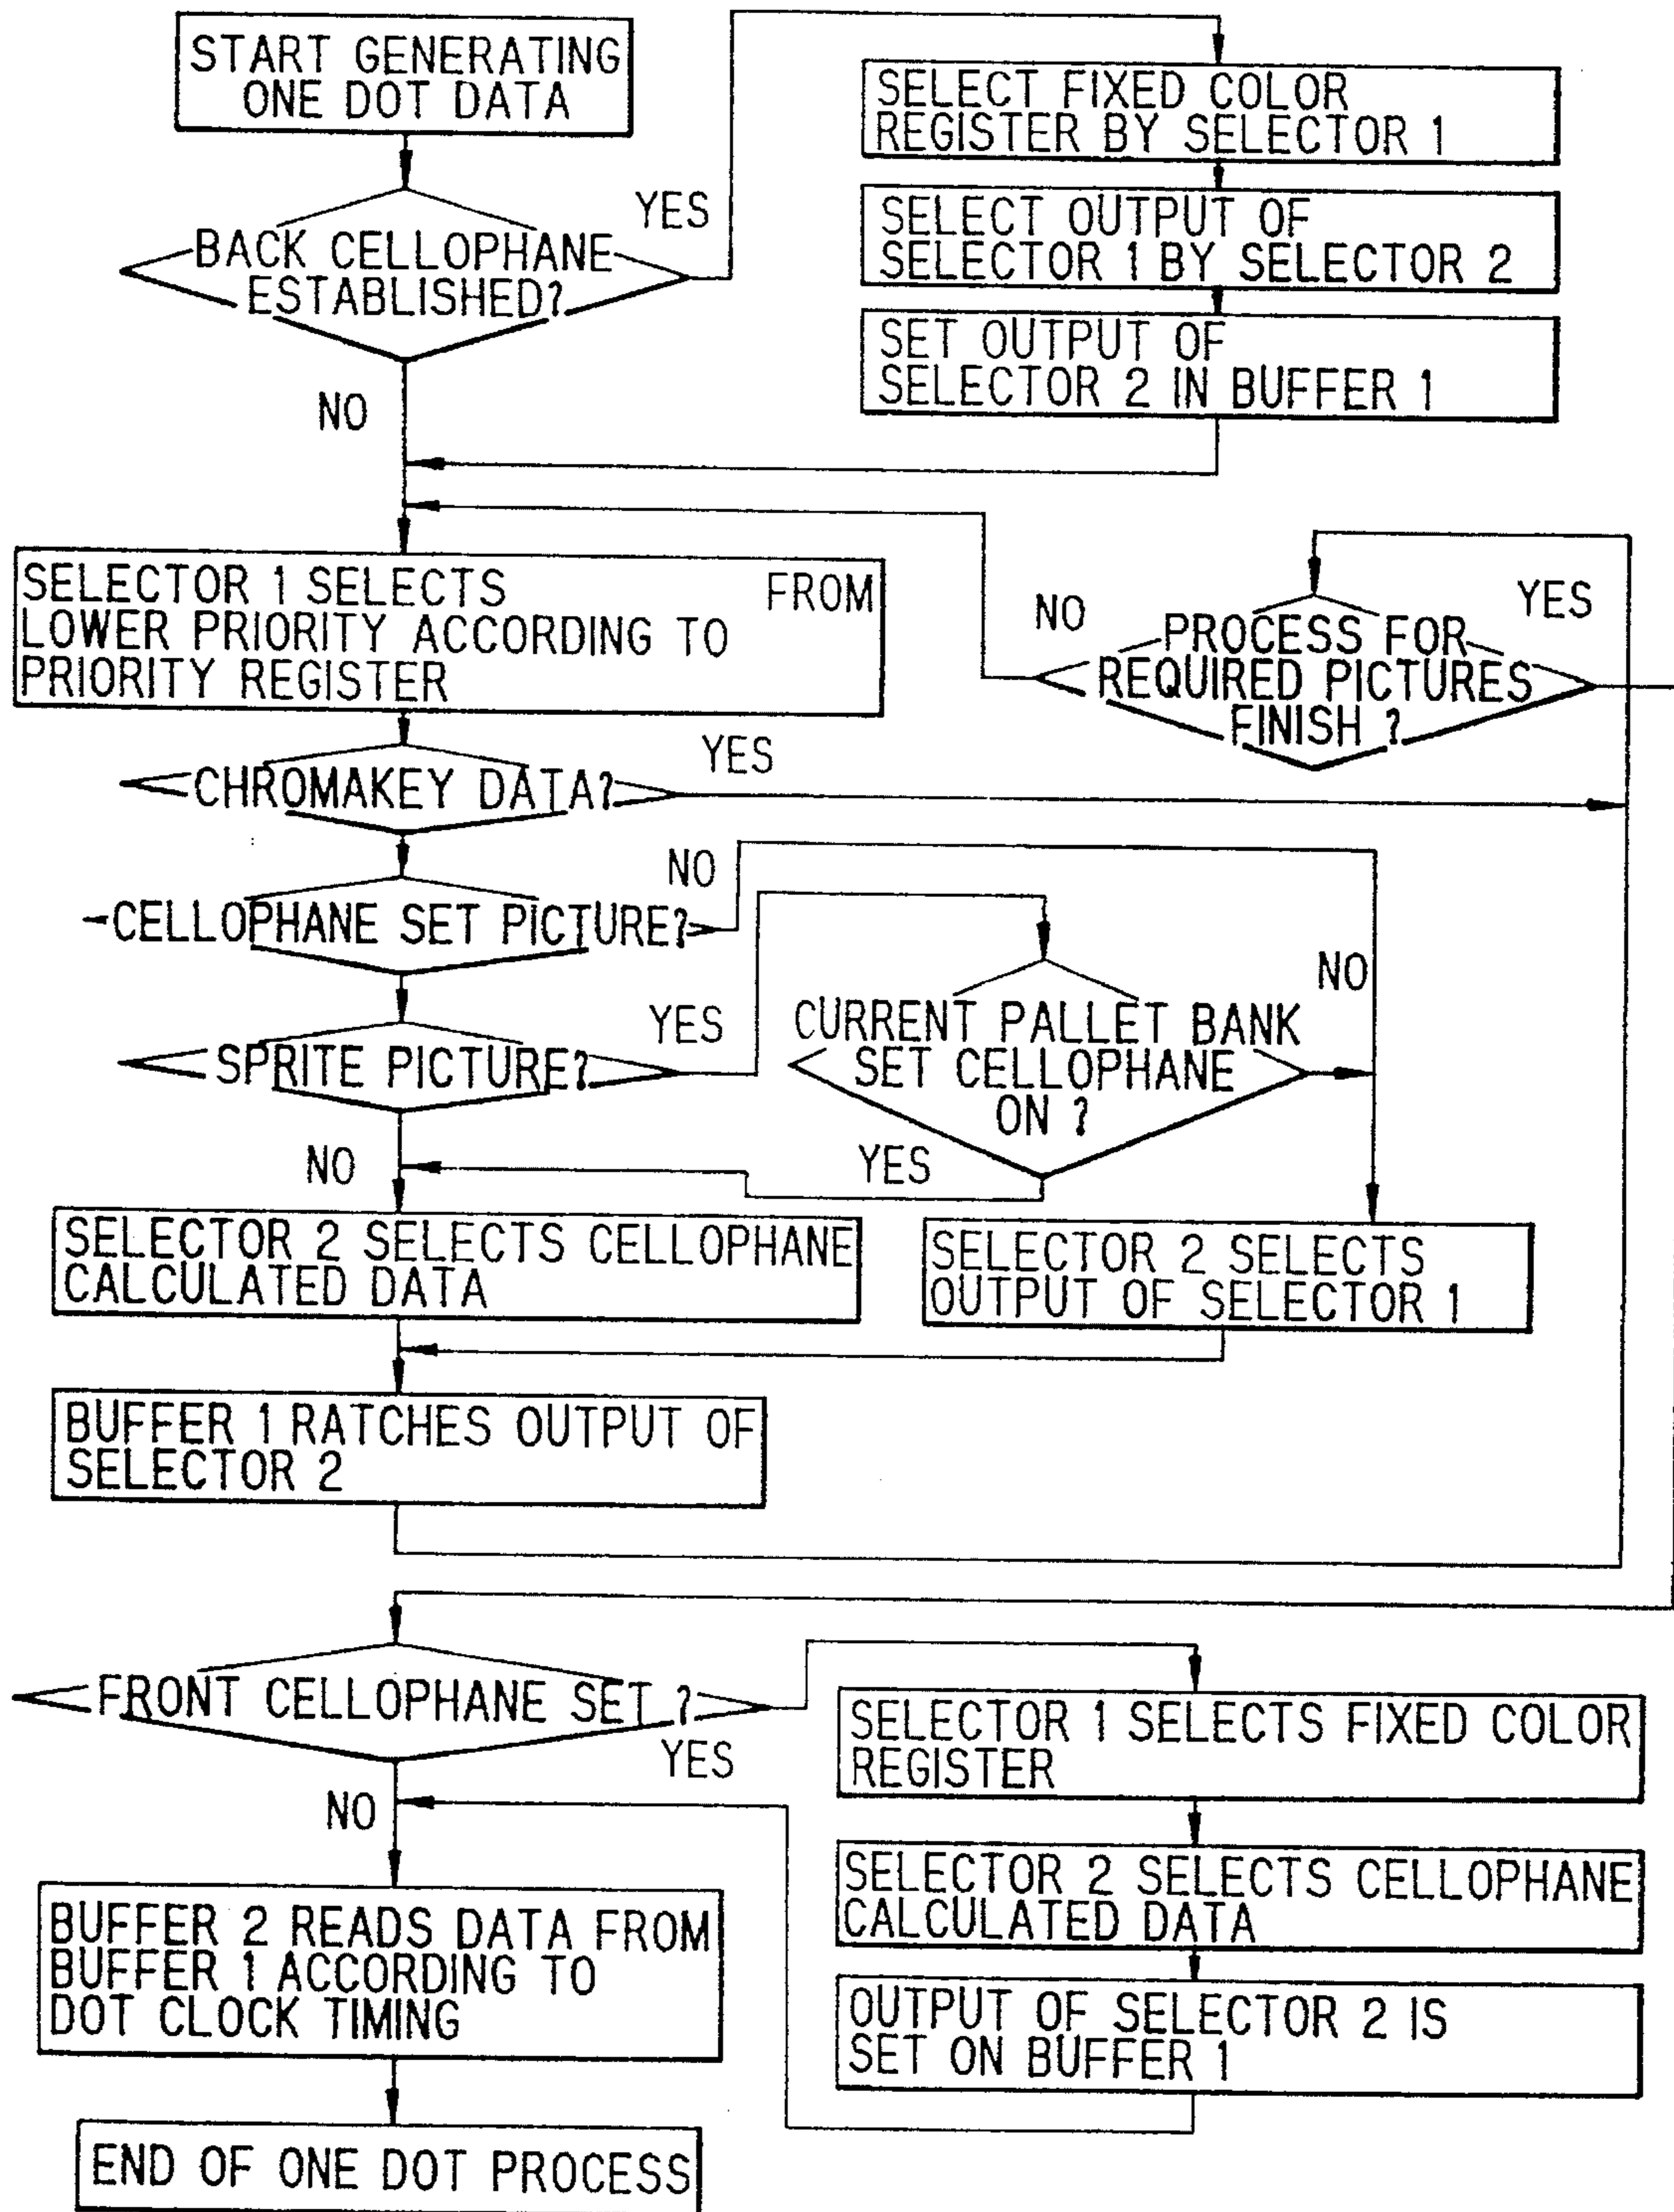 START GENERATING
ONE DOT DATA
BACK CELLOPHANE
ESTABLISHED?
YES
NO
SELECT FIXED COLOR
REGISTER BY SELECTOR 1
SELECT OUTPUT OF
SELECTOR 1 BY SELECTOR 2
SET OUTPUT OF
SELECTOR 2 IN BUFFER 1
SELECTOR 1 SELECTS FROM
LOWER PRIORITY ACCORDING TO
PRIORITY REGISTER
NO
YES
PROCESS FOR
REQUIRED PICTURES
FINISH ?
CHROMAKEY DATA?
YES
CELLOPHANE SET PICTURE?
NO
SPRITE PICTURE?
YES
NO
CURRENT PALLET BANK
SET CELLOPHANE
ON ?
NO
YES
SELECTOR 2 SELECTS CELLOPHANE
CALCULATED DATA
SELECTOR 2 SELECTS
OUTPUT OF SELECTOR 1
BUFFER 1 RATCHES OUTPUT OF
SELECTOR 2
FRONT CELLOPHANE SET ?
YES
NO
SELECTOR 1 SELECTS FIXED COLOR
REGISTER
SELECTOR 2 SELECTS CELLOPHANE
CALCULATED DATA
OUTPUT OF SELECTOR 2 IS
SET ON BUFFER 1
BUFFER 2 READS DATA FROM
BUFFER 1 ACCORDING TO
DOT CLOCK TIMING
END OF ONE DOT PROCESS